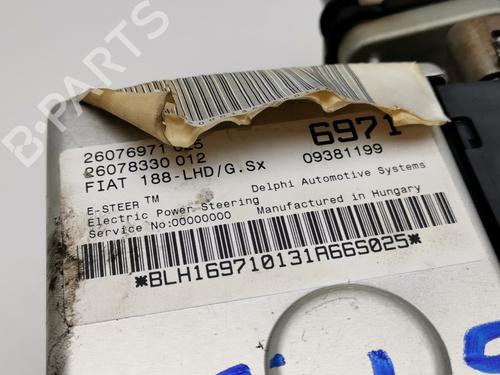 B-PARTS
6971
26076971
26078330 012
09381199
FIAT 188-LHD/G.Sx
E-STEER TM
Delphi Automotive Systems
Electric Power Steering
Service No:00000000 Manufactured in Hungary
*BLH169710131A665025*